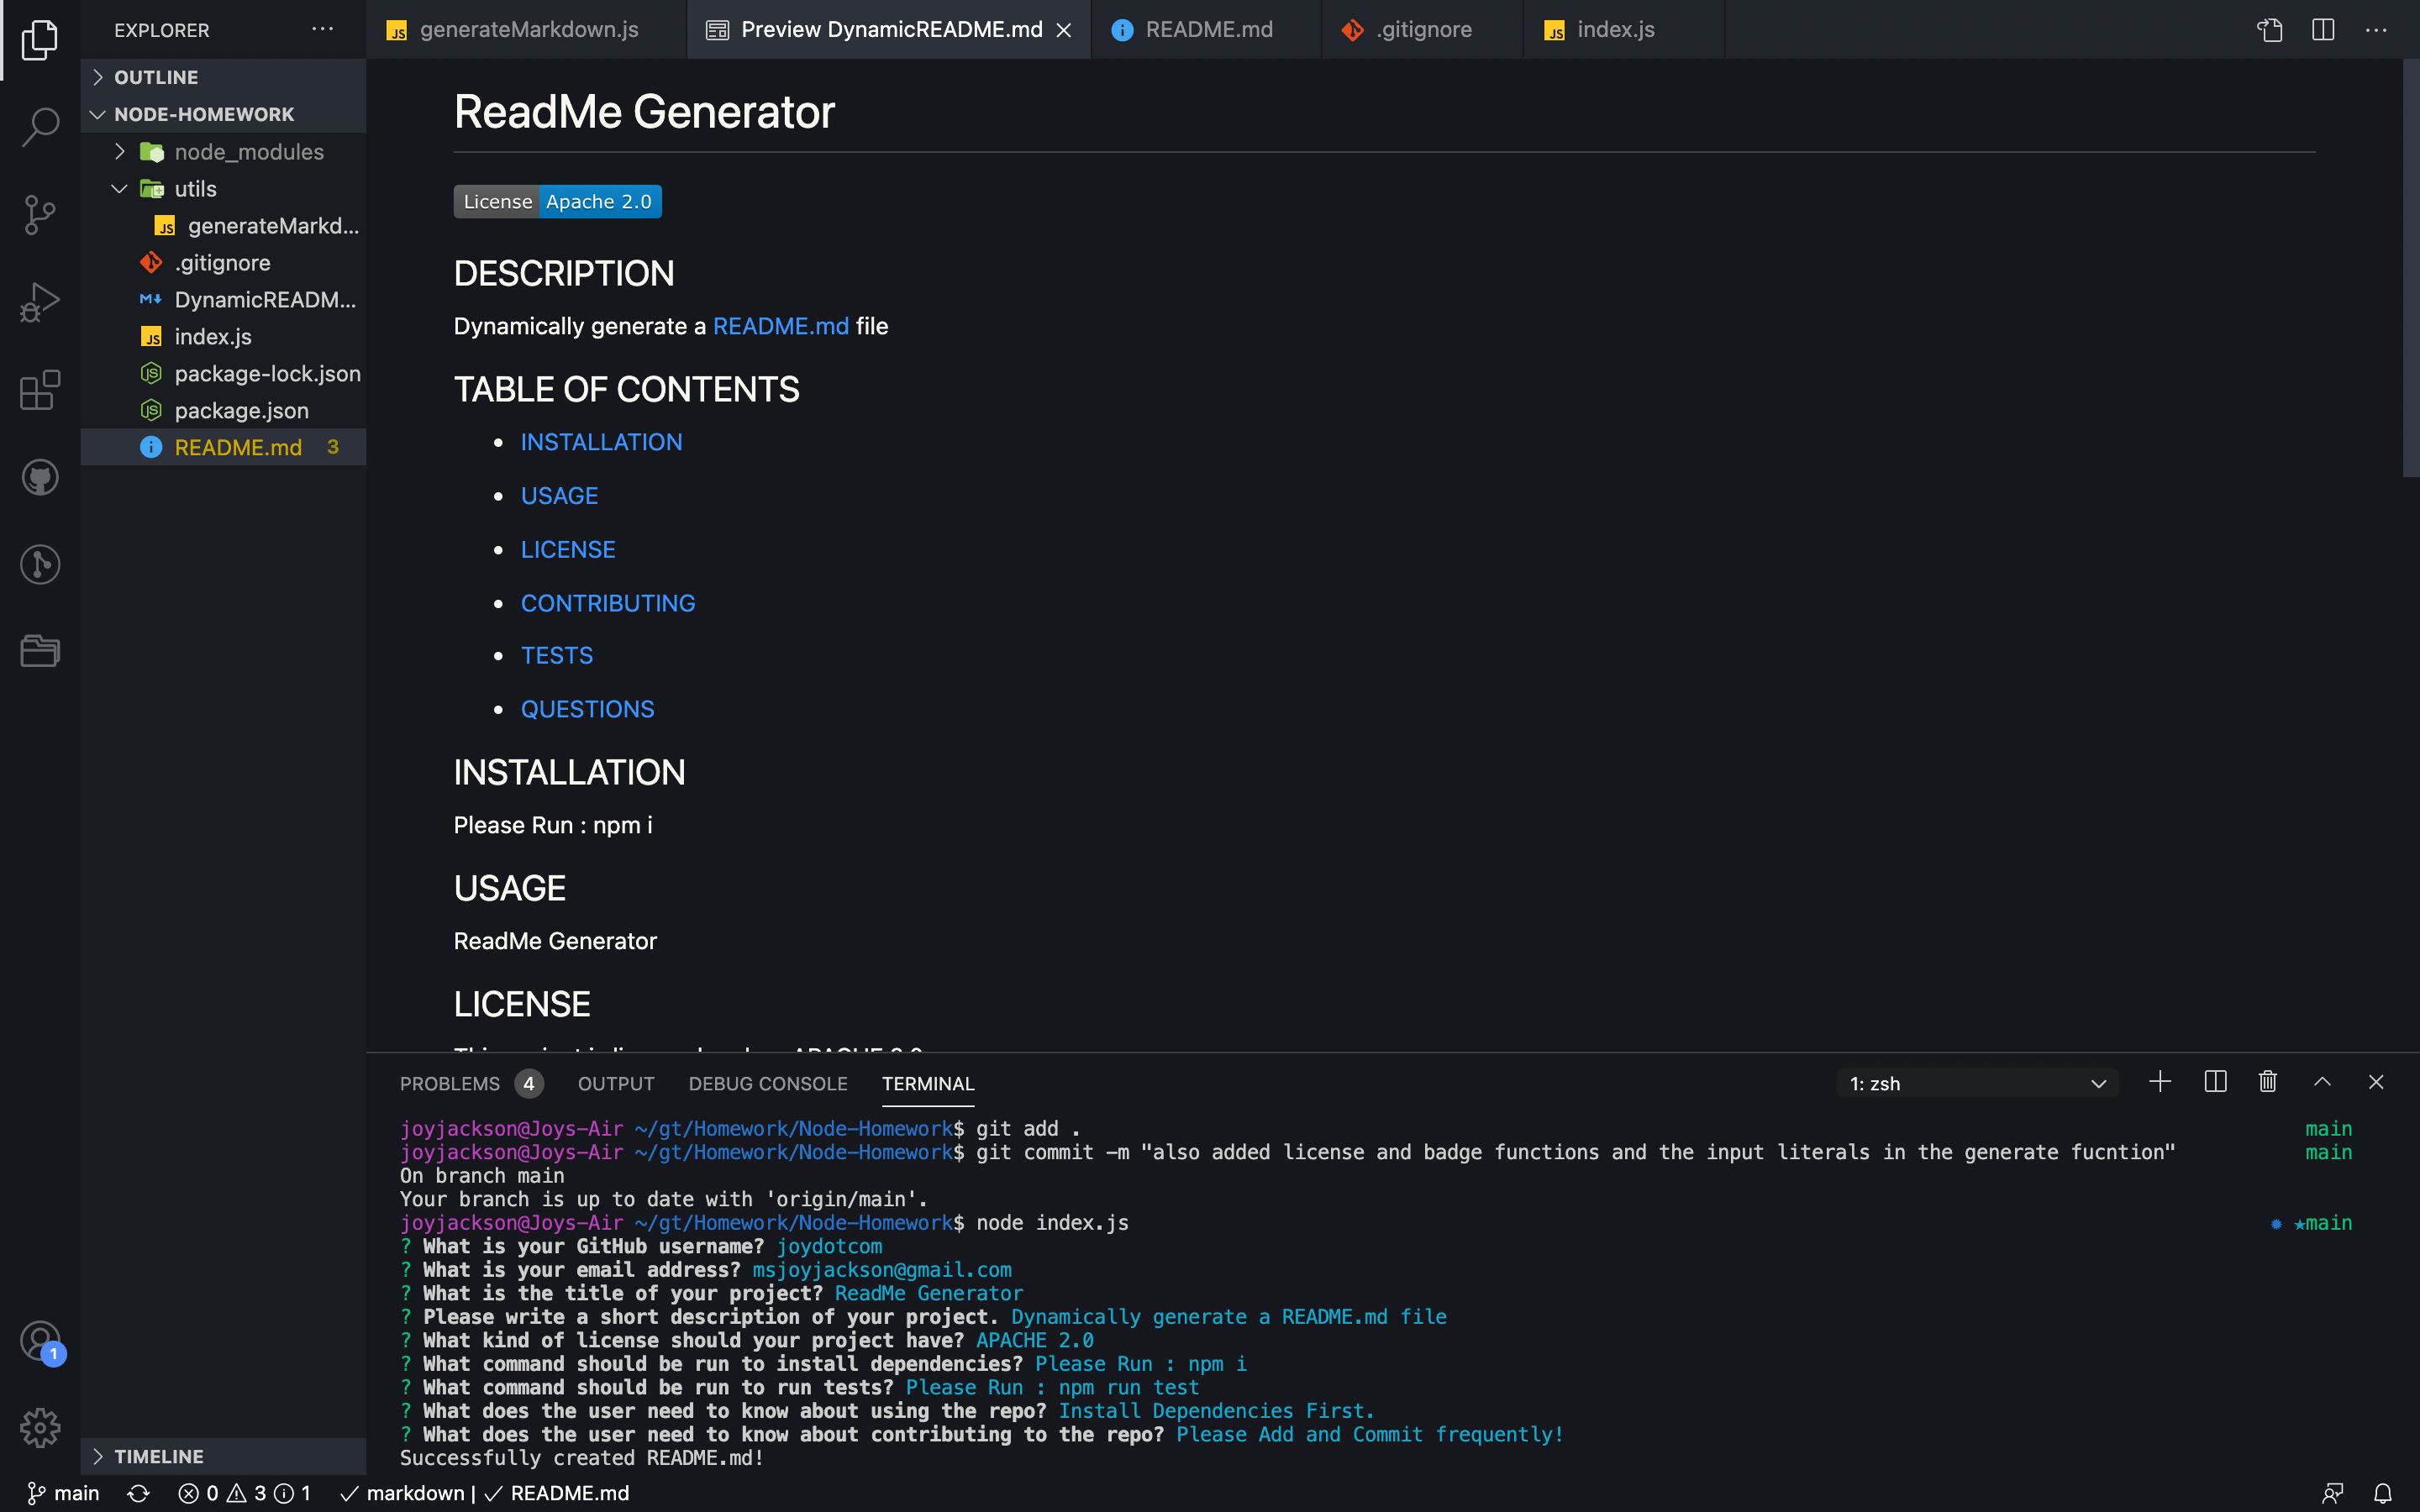 EXPLORER
generateMarkdown.js
Preview DynamicREADME.md
README.md
.gitignore
index.js
OUTLINE
NODE-HOMEWORK
node_modules
utils
generateMarkd...
.gitignore
DynamicREADM...
index.js
package-lock.json
package.json
README.md 3
TIMELINE
ReadMe Generator
License Apache 2.0
DESCRIPTION
Dynamically generate a README.md file
TABLE OF CONTENTS
INSTALLATION
USAGE
LICENSE
CONTRIBUTING
TESTS
QUESTIONS
INSTALLATION
Please Run : npm i
USAGE
ReadMe Generator
LICENSE
PROBLEMS 4 OUTPUT DEBUG CONSOLE TERMINAL 1: zsh
joyjackson@Joys-Air ~/gt/Homework/Node-Homework$ git add . main
joyjackson@Joys-Air ~/gt/Homework/Node-Homework$ git commit -m "also added license and badge functions and the input literals in the generate fucntion" main
On branch main
Your branch is up to date with 'origin/main'.
joyjackson@Joys-Air ~/gt/Homework/Node-Homework$ node index.js ★main
? What is your GitHub username? joydotcom
? What is your email address? msjoyjackson@gmail.com
? What is the title of your project? ReadMe Generator
? Please write a short description of your project. Dynamically generate a README.md file
? What kind of license should your project have? APACHE 2.0
? What command should be run to install dependencies? Please Run : npm i
? What command should be run to run tests? Please Run : npm run test
? What does the user need to know about using the repo? Install Dependencies First.
? What does the user need to know about contributing to the repo? Please Add and Commit frequently!
Successfully created README.md!
1
main 0 3 1 markdown | README.md